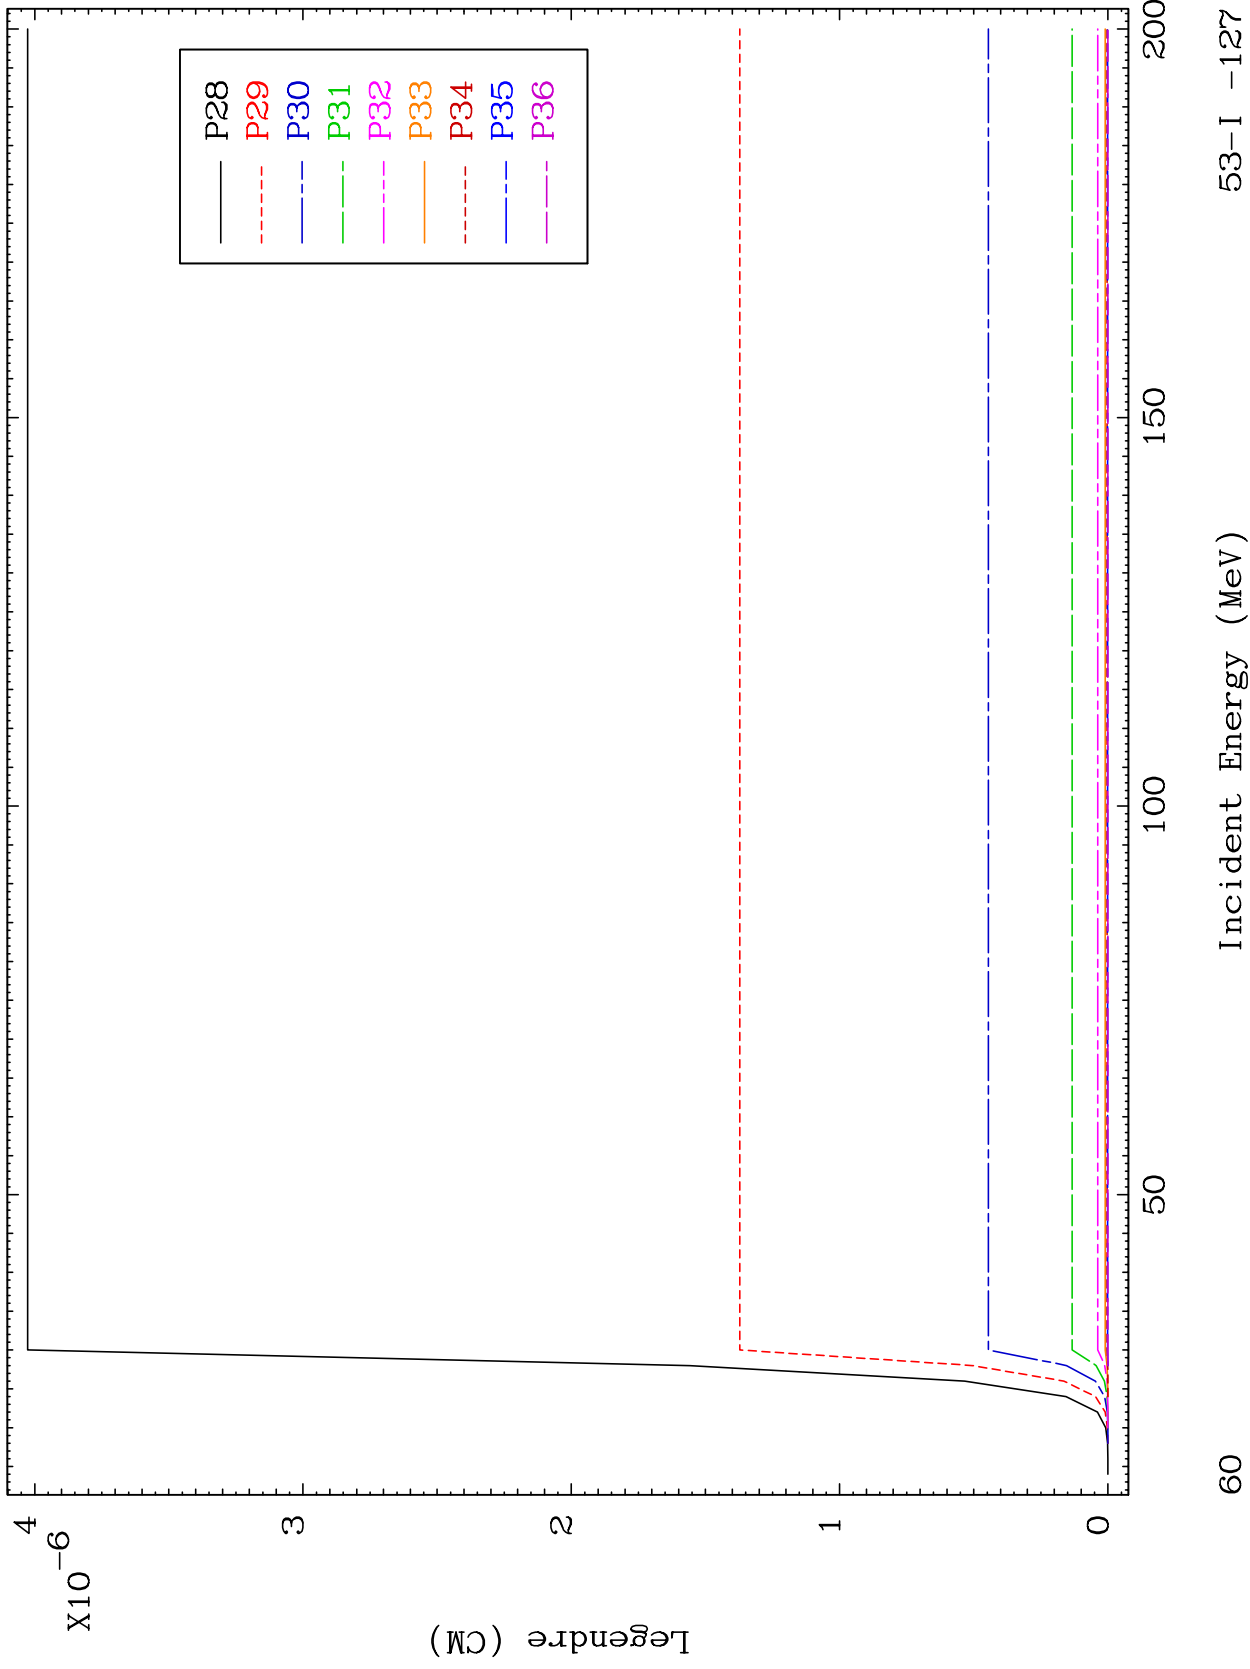 X10-6
4
3
2
1
0
Legendre (CM)
P28
P29
P30
P31
P32
P33
P34
P35
P36
50
100
150
200
Incident Energy (MeV)
60
53-I -127